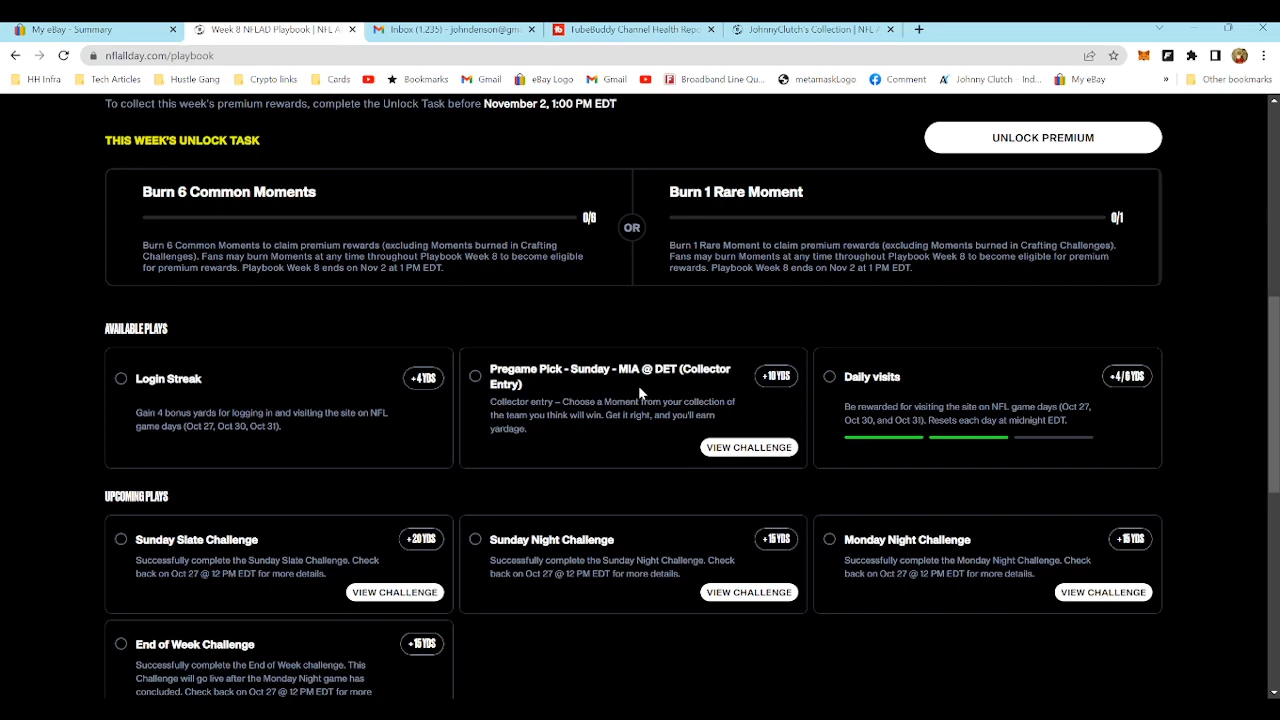 My eBay - Summary
Week 8 NFLAD Playbook | NFL A
Inbox (1,235) - johndenson@gm
TubeBuddy Channel Health Repo
JohnnyClutch's Collection | NFL A
nflallday.com/playbook
HH Infra
Tech Articles
Hustle Gang
Crypto links
Cards
Bookmarks
Gmail
eBay Logo
Gmail
Broadband Line Qu...
metamaskLogo
Comment
Johnny Clutch - Ind...
My eBay
»
Other bookmarks
To collect this week's premium rewards, complete the Unlock Task before November 2, 1:00 PM EDT
THIS WEEK'S UNLOCK TASK
UNLOCK PREMIUM
Burn 6 Common Moments
0/6
Burn 6 Common Moments to claim premium rewards (excluding Moments burned in Crafting
Challenges). Fans may burn Moments at any time throughout Playbook Week 8 to become eligible
for premium rewards. Playbook Week 8 ends on Nov 2 at 1 PM EDT.
OR
Burn 1 Rare Moment
0/1
Burn 1 Rare Moment to claim premium rewards (excluding Moments burned in Crafting Challenges).
Fans may burn Moments at any time throughout Playbook Week 8 to become eligible for premium
rewards. Playbook Week 8 ends on Nov 2 at 1 PM EDT.
AVAILABLE PLAYS
Login Streak
+4 YDS
Gain 4 bonus yards for logging in and visiting the site on NFL
game days (Oct 27, Oct 30, Oct 31).
Pregame Pick - Sunday - MIA @ DET (Collector
Entry)
+10 YDS
Collector entry – Choose a Moment from your collection of
the team you think will win. Get it right, and you'll earn
yardage.
VIEW CHALLENGE
Daily visits
+4/6 YDS
Be rewarded for visiting the site on NFL game days (Oct 27,
Oct 30, and Oct 31). Resets each day at midnight EDT.
UPCOMING PLAYS
Sunday Slate Challenge
+20 YDS
Successfully complete the Sunday Slate Challenge. Check
back on Oct 27 @ 12 PM EDT for more details.
VIEW CHALLENGE
Sunday Night Challenge
+15 YDS
Successfully complete the Sunday Night Challenge. Check
back on Oct 27 @ 12 PM EDT for more details.
VIEW CHALLENGE
Monday Night Challenge
+15 YDS
Successfully complete the Monday Night Challenge. Check
back on Oct 27 @ 12 PM EDT for more details.
VIEW CHALLENGE
End of Week Challenge
+15 YDS
Successfully complete the End of Week challenge. This
Challenge will go live after the Monday Night game has
concluded. Check back on Oct 27 @ 12 PM EDT for more